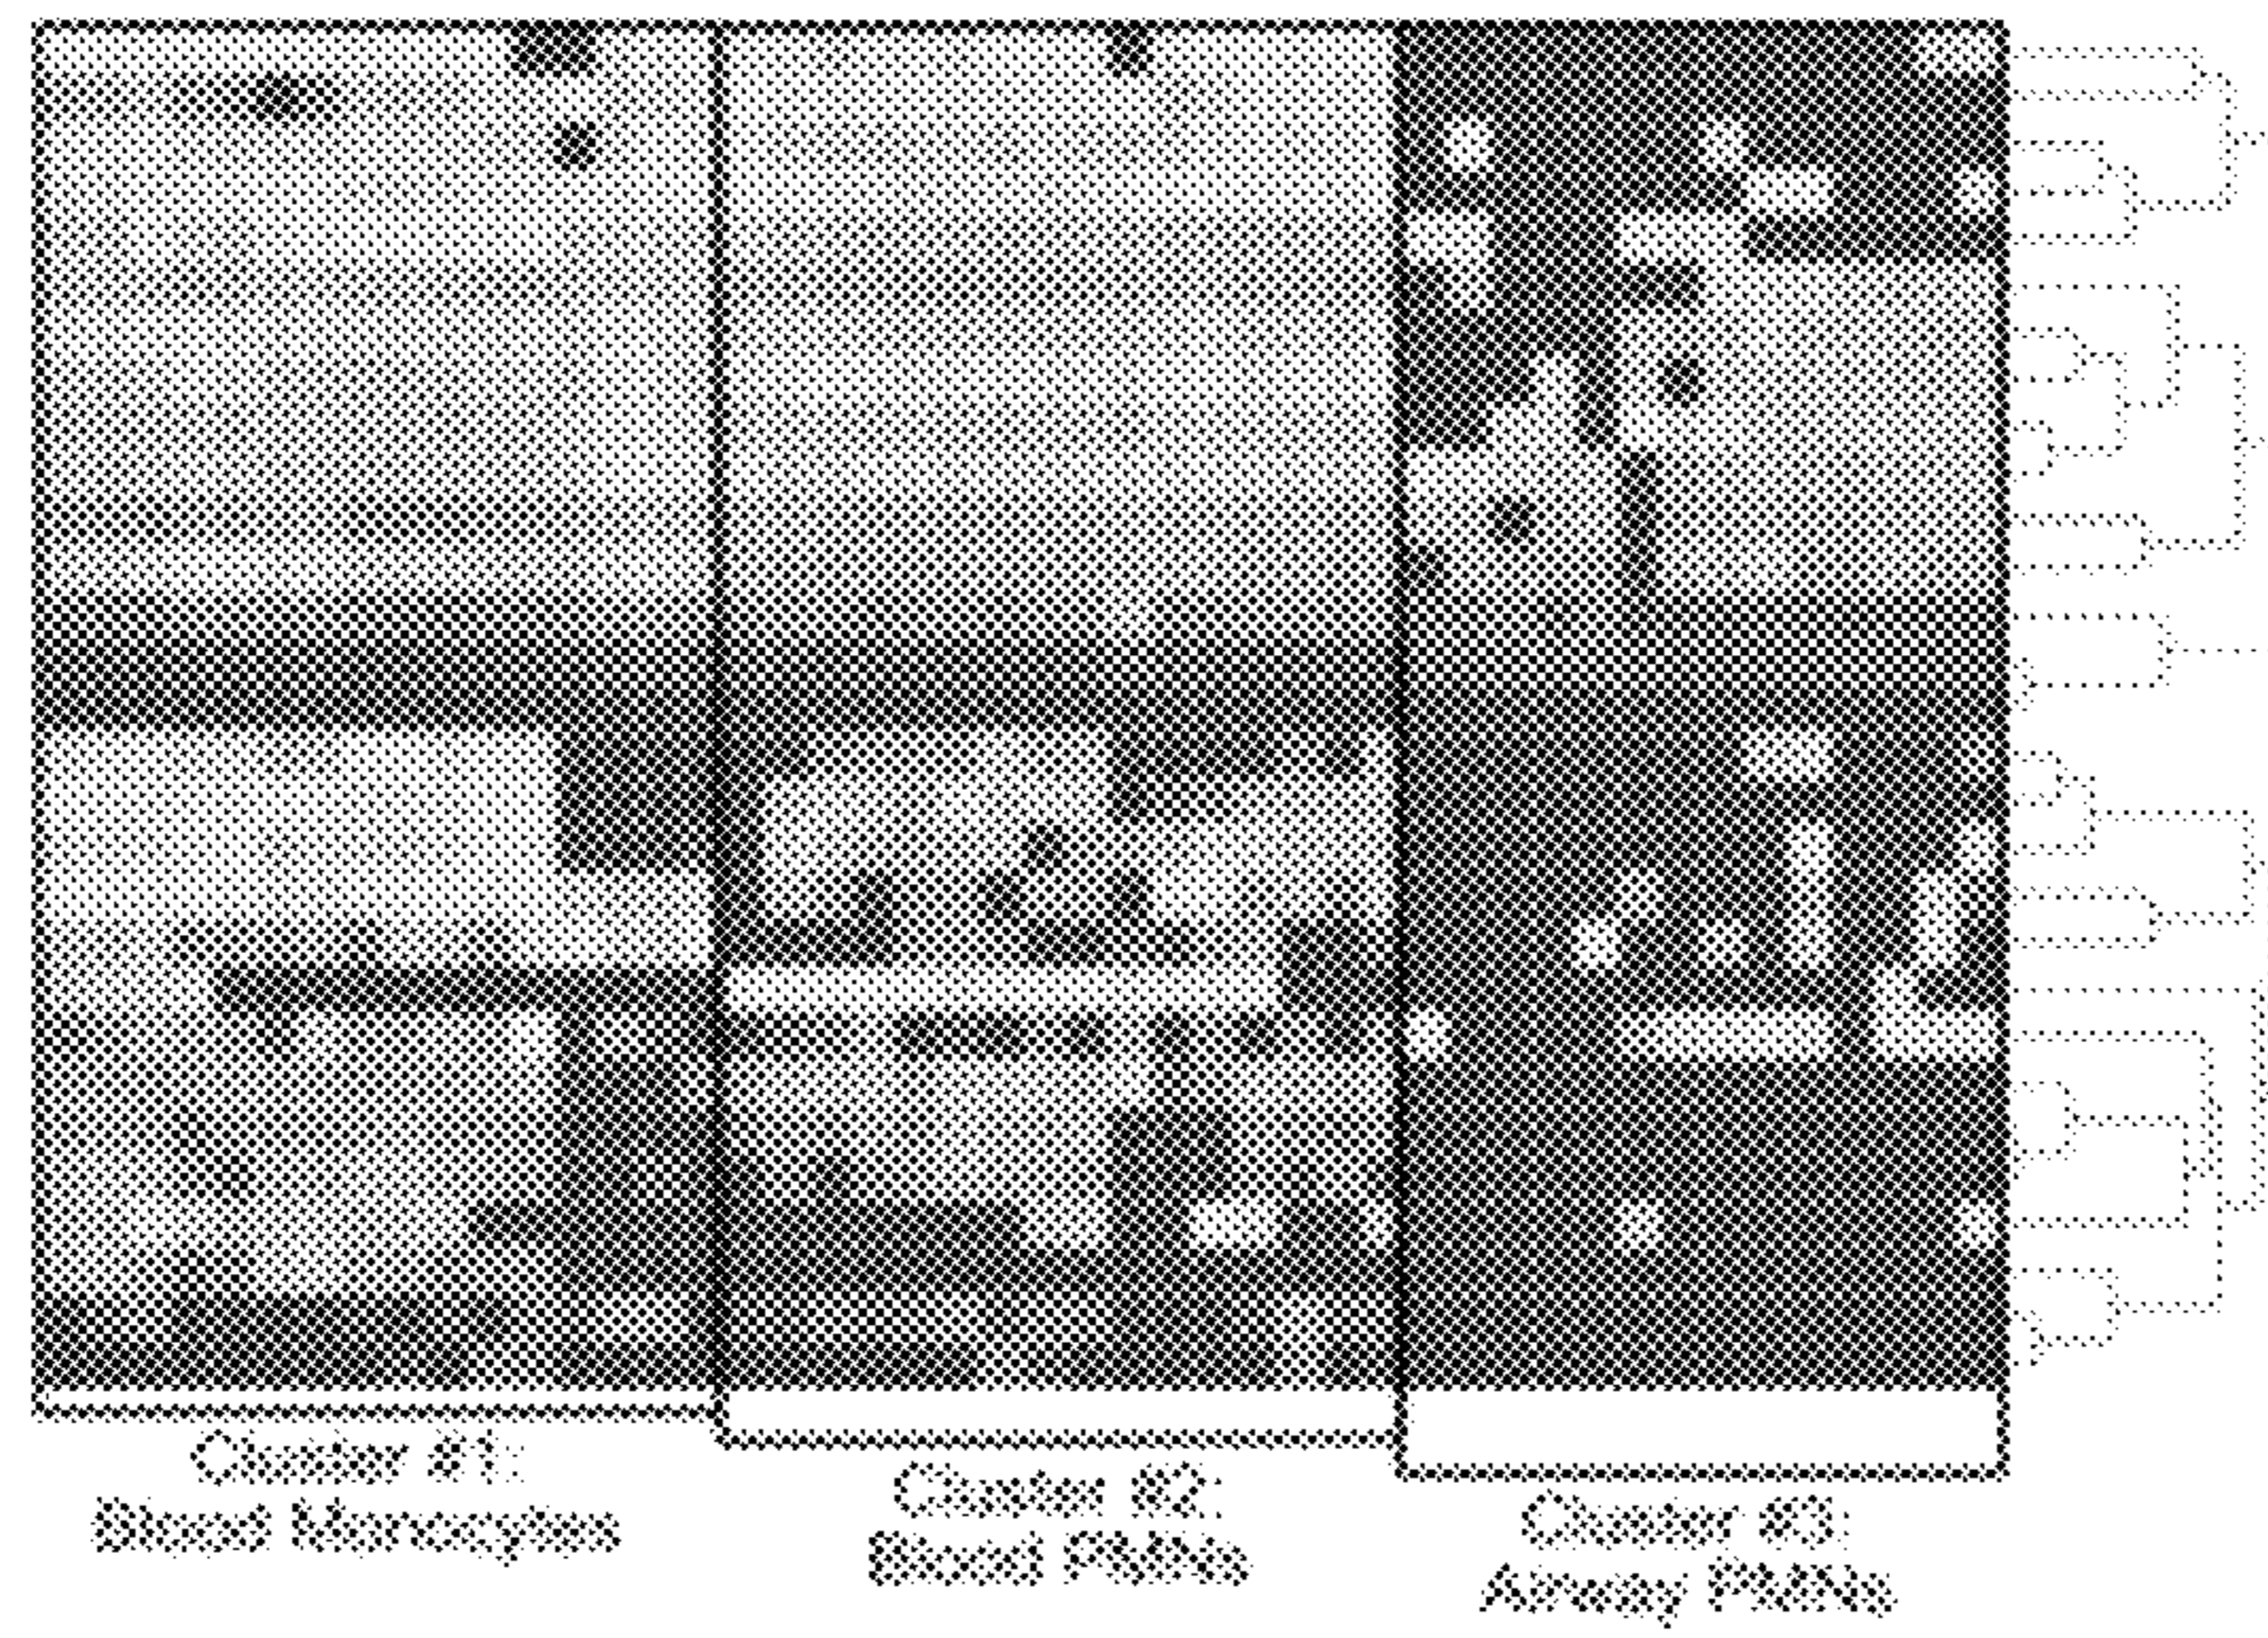 Cluster #1:
Blood Monocytes
Cluster #2:
Blood PMNs
Cluster #3:
Airway PMNs